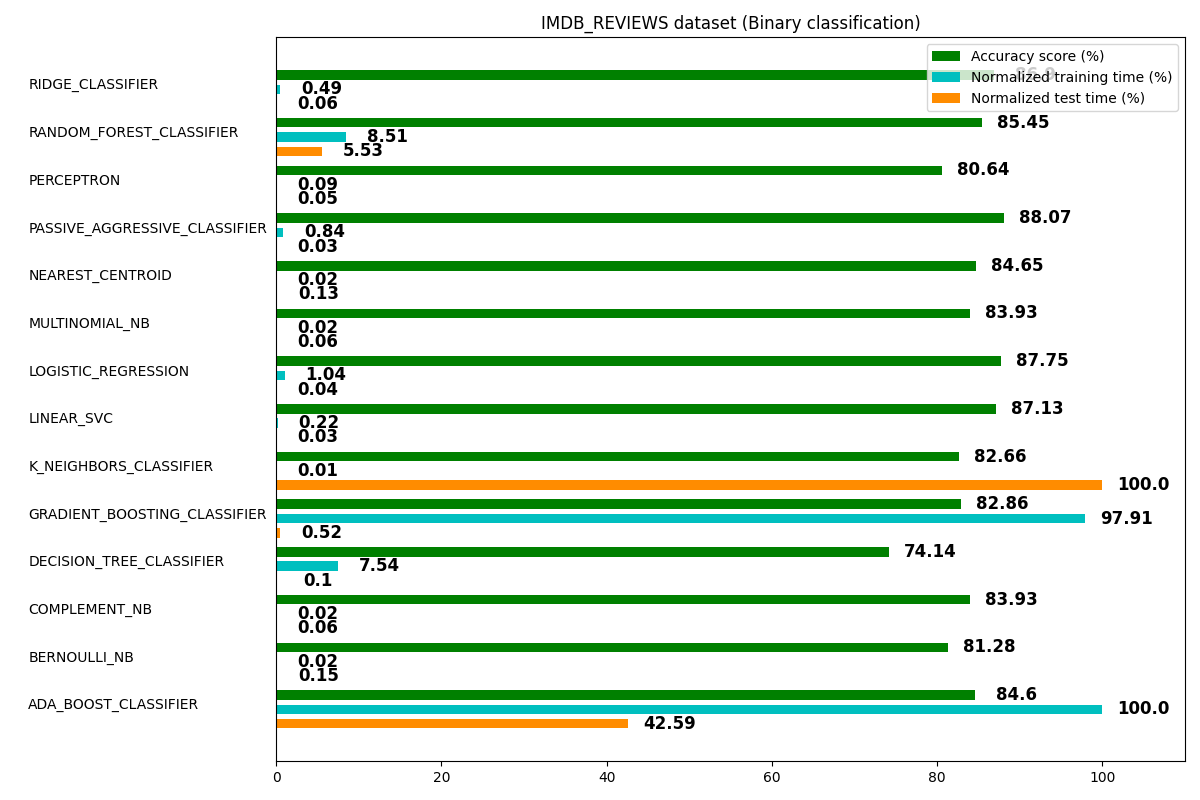 IMDB_REVIEWS dataset (Binary classification)
Accuracy score (%)
Normalized training time (%)
Normalized test time (%)
RIDGE_CLASSIFIER
86.9
0.49
0.06
RANDOM_FOREST_CLASSIFIER
85.45
8.51
5.53
PERCEPTRON
80.64
0.09
0.05
PASSIVE_AGGRESSIVE_CLASSIFIER
88.07
0.84
0.03
NEAREST_CENTROID
84.65
0.02
0.13
MULTINOMIAL_NB
83.93
0.02
0.06
LOGISTIC_REGRESSION
87.75
1.04
0.04
LINEAR_SVC
87.13
0.22
0.03
K_NEIGHBORS_CLASSIFIER
82.66
0.01
100.0
GRADIENT_BOOSTING_CLASSIFIER
82.86
97.91
0.52
DECISION_TREE_CLASSIFIER
74.14
7.54
0.1
COMPLEMENT_NB
83.93
0.02
0.06
BERNOULLI_NB
81.28
0.02
0.15
ADA_BOOST_CLASSIFIER
84.6
100.0
42.59
0 20 40 60 80 100